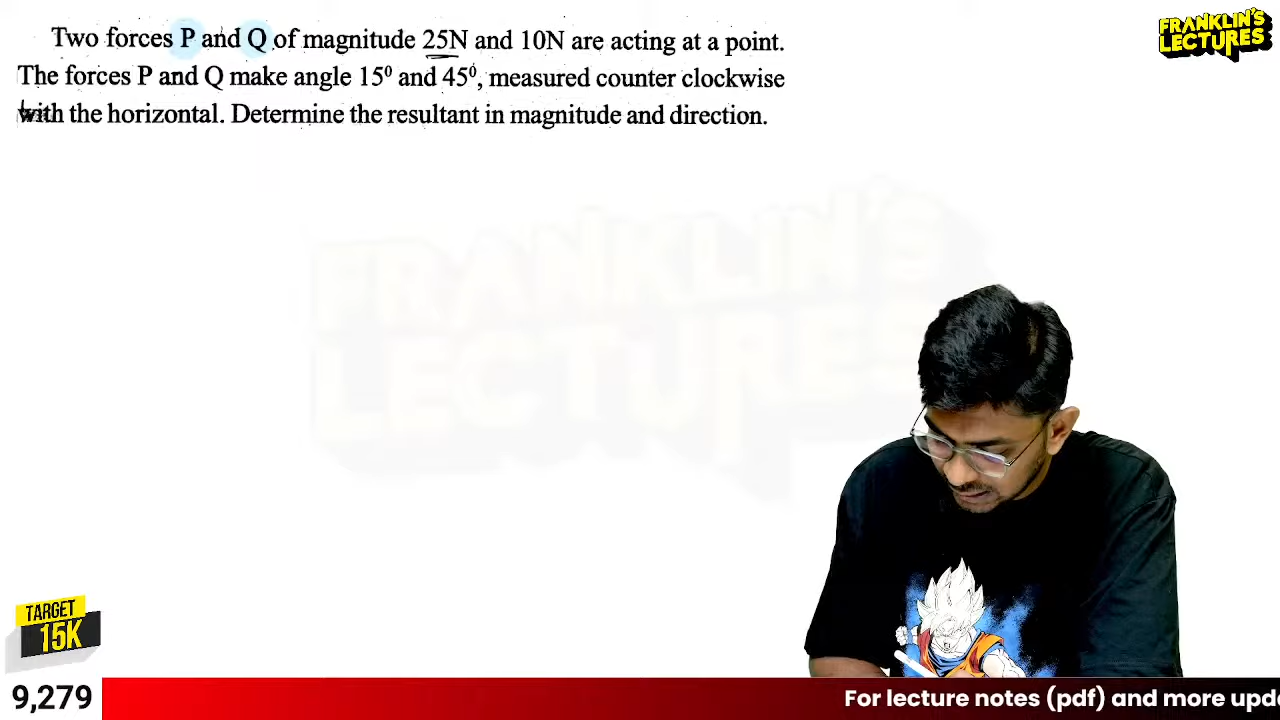 Two forces P and Q of magnitude 25N and 10N are acting at a point.
The forces P and Q make angle 15⁰ and 45⁰, measured counter clockwise
with the horizontal. Determine the resultant in magnitude and direction.
FRANKLIN'S
LECTURES
FRANKLIN'S
LECTURES
TARGET
15K
9,279
For lecture notes (pdf) and more upd